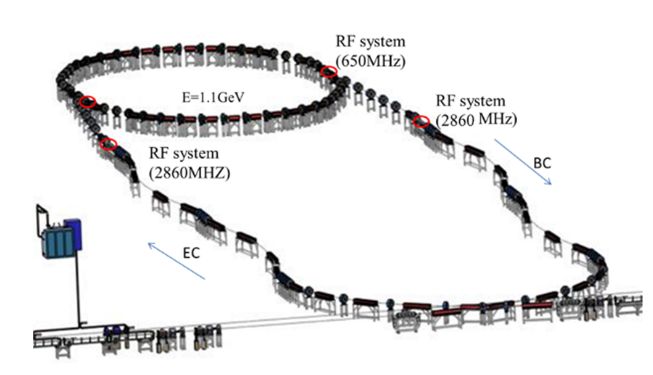 RF system
(650MHz)
E=1.1GeV
RF system
(2860 MHz)
RF system
(2860MHZ)
BC
EC